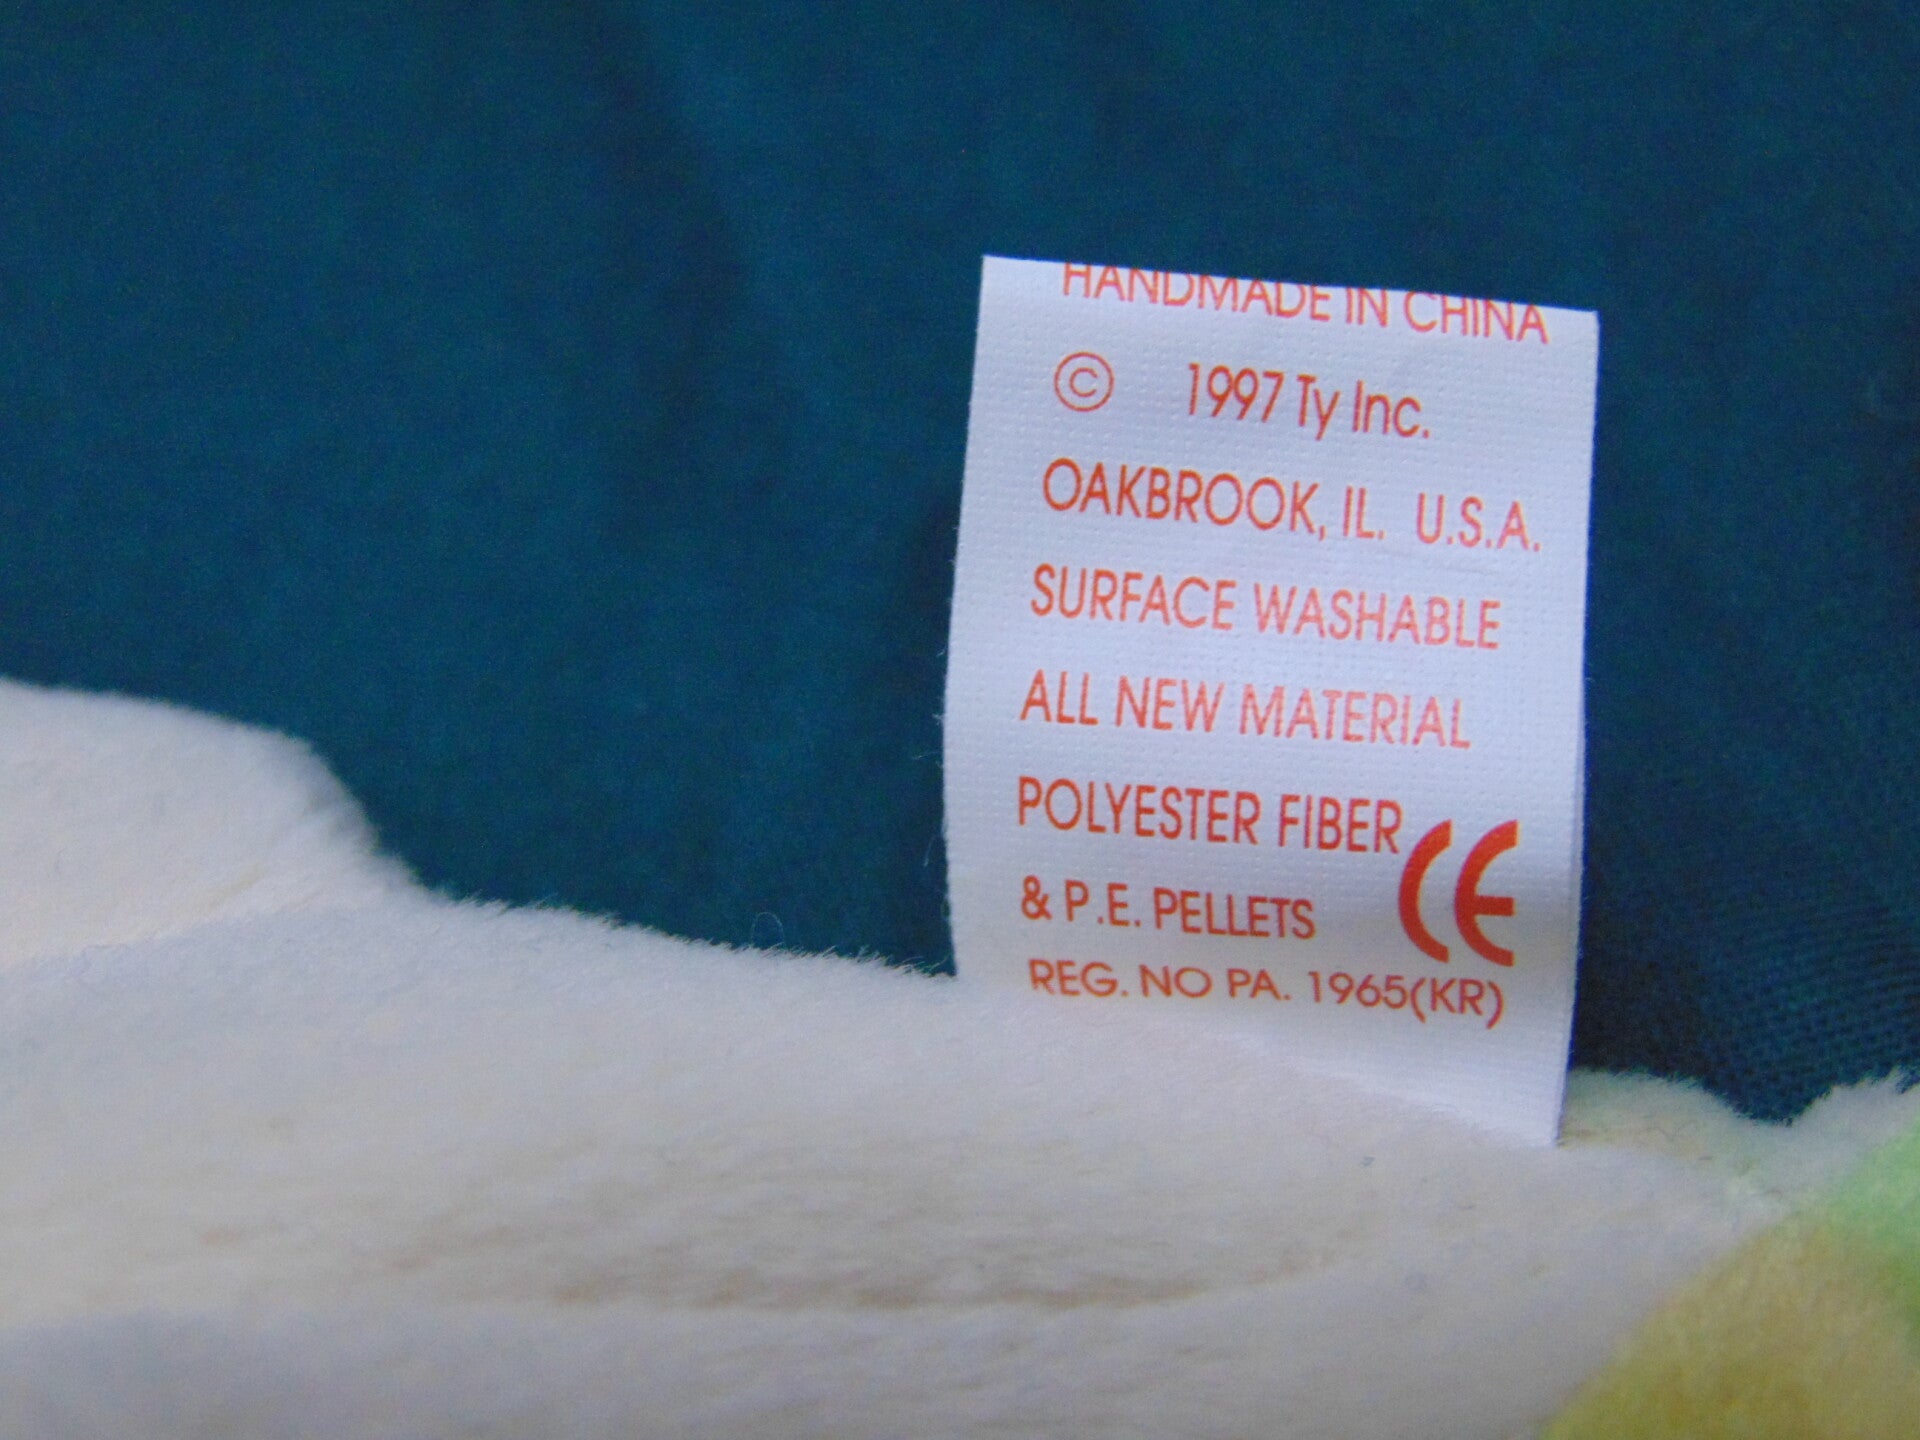 HANDMADE IN CHINA
© 1997 Ty Inc.
OAKBROOK, IL. U.S.A.
SURFACE WASHABLE
ALL NEW MATERIAL
POLYESTER FIBER
& P.E. PELLETS CE
REG. NO PA. 1965(KR)